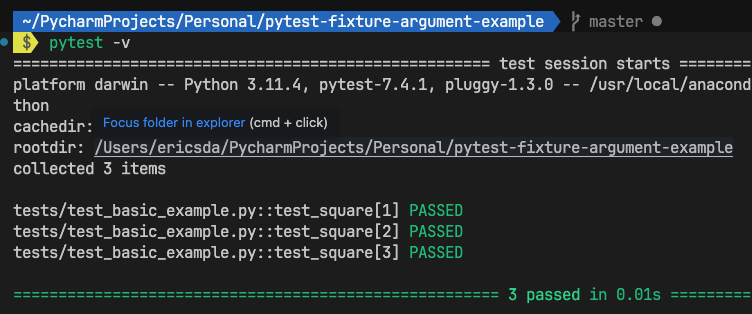 ~/PycharmProjects/Personal/pytest-fixture-argument-example master
$ pytest -v
===================================================== test session starts ========
platform darwin -- Python 3.11.4, pytest-7.4.1, pluggy-1.3.0 -- /usr/local/anacond
thon
cachedir:
Focus folder in explorer (cmd + click)
rootdir: /Users/ericsda/PycharmProjects/Personal/pytest-fixture-argument-example
collected 3 items
tests/test_basic_example.py::test_square[1] PASSED
tests/test_basic_example.py::test_square[2] PASSED
tests/test_basic_example.py::test_square[3] PASSED
====================================================== 3 passed in 0.01s =========